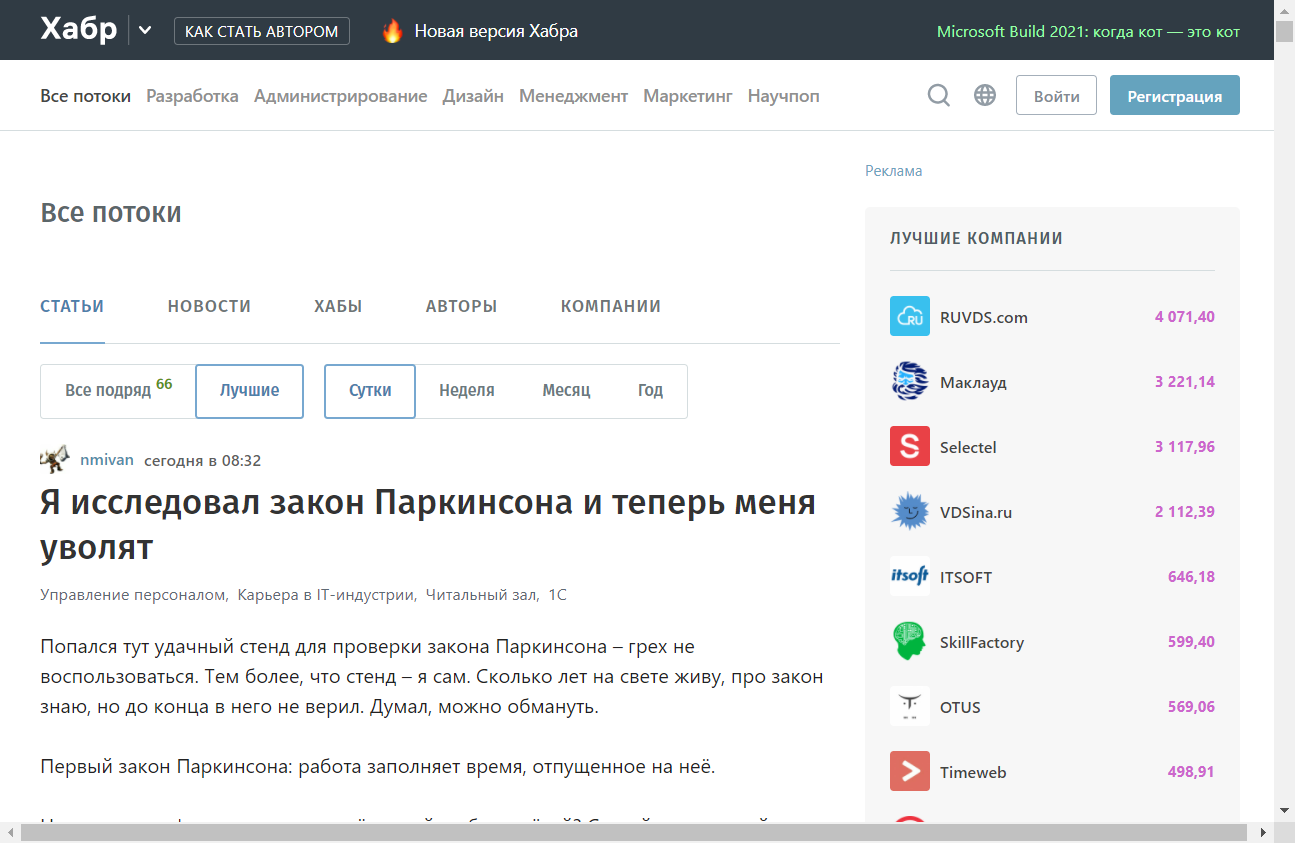 Хабр
КАК СТАТЬ АВТОРОМ
Новая версия Хабра
Microsoft Build 2021: когда кот — это кот
Все потоки Разработка Администрирование Дизайн Менеджмент Маркетинг Научпоп
Войти
Регистрация
Реклама
Все потоки
СТАТЬИ НОВОСТИ ХАБЫ АВТОРЫ КОМПАНИИ
Все подряд 66 Лучшие Сутки Неделя Месяц Год
nmivan сегодня в 08:32
Я исследовал закон Паркинсона и теперь меня
уволят
Управление персоналом, Карьера в IT-индустрии, Читальный зал, 1С
Попался тут удачный стенд для проверки закона Паркинсона – грех не
воспользоваться. Тем более, что стенд – я сам. Сколько лет на свете живу, про закон
знаю, но до конца в него не верил. Думал, можно обмануть.
Первый закон Паркинсона: работа заполняет время, отпущенное на неё.
ЛУЧШИЕ КОМПАНИИ
RU
RUVDS.com 4 071,40
Маклауд 3 221,14
S
Selectel 3 117,96
VDSina.ru 2 112,39
itsoft
ITSOFT 646,18
SkillFactory 599,40
OTUS 569,06
Timeweb 498,91